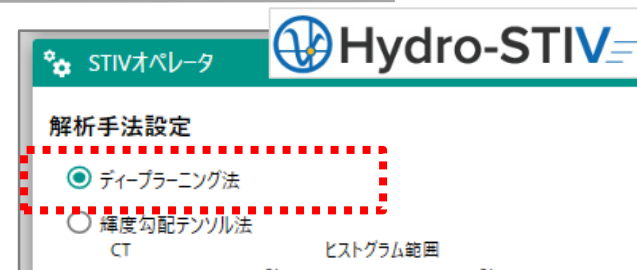 Hydro-STIV
STIVオペレータ
解析手法設定
ディープラーニング法
輝度勾配テンソル法
CT ヒストグラム範囲